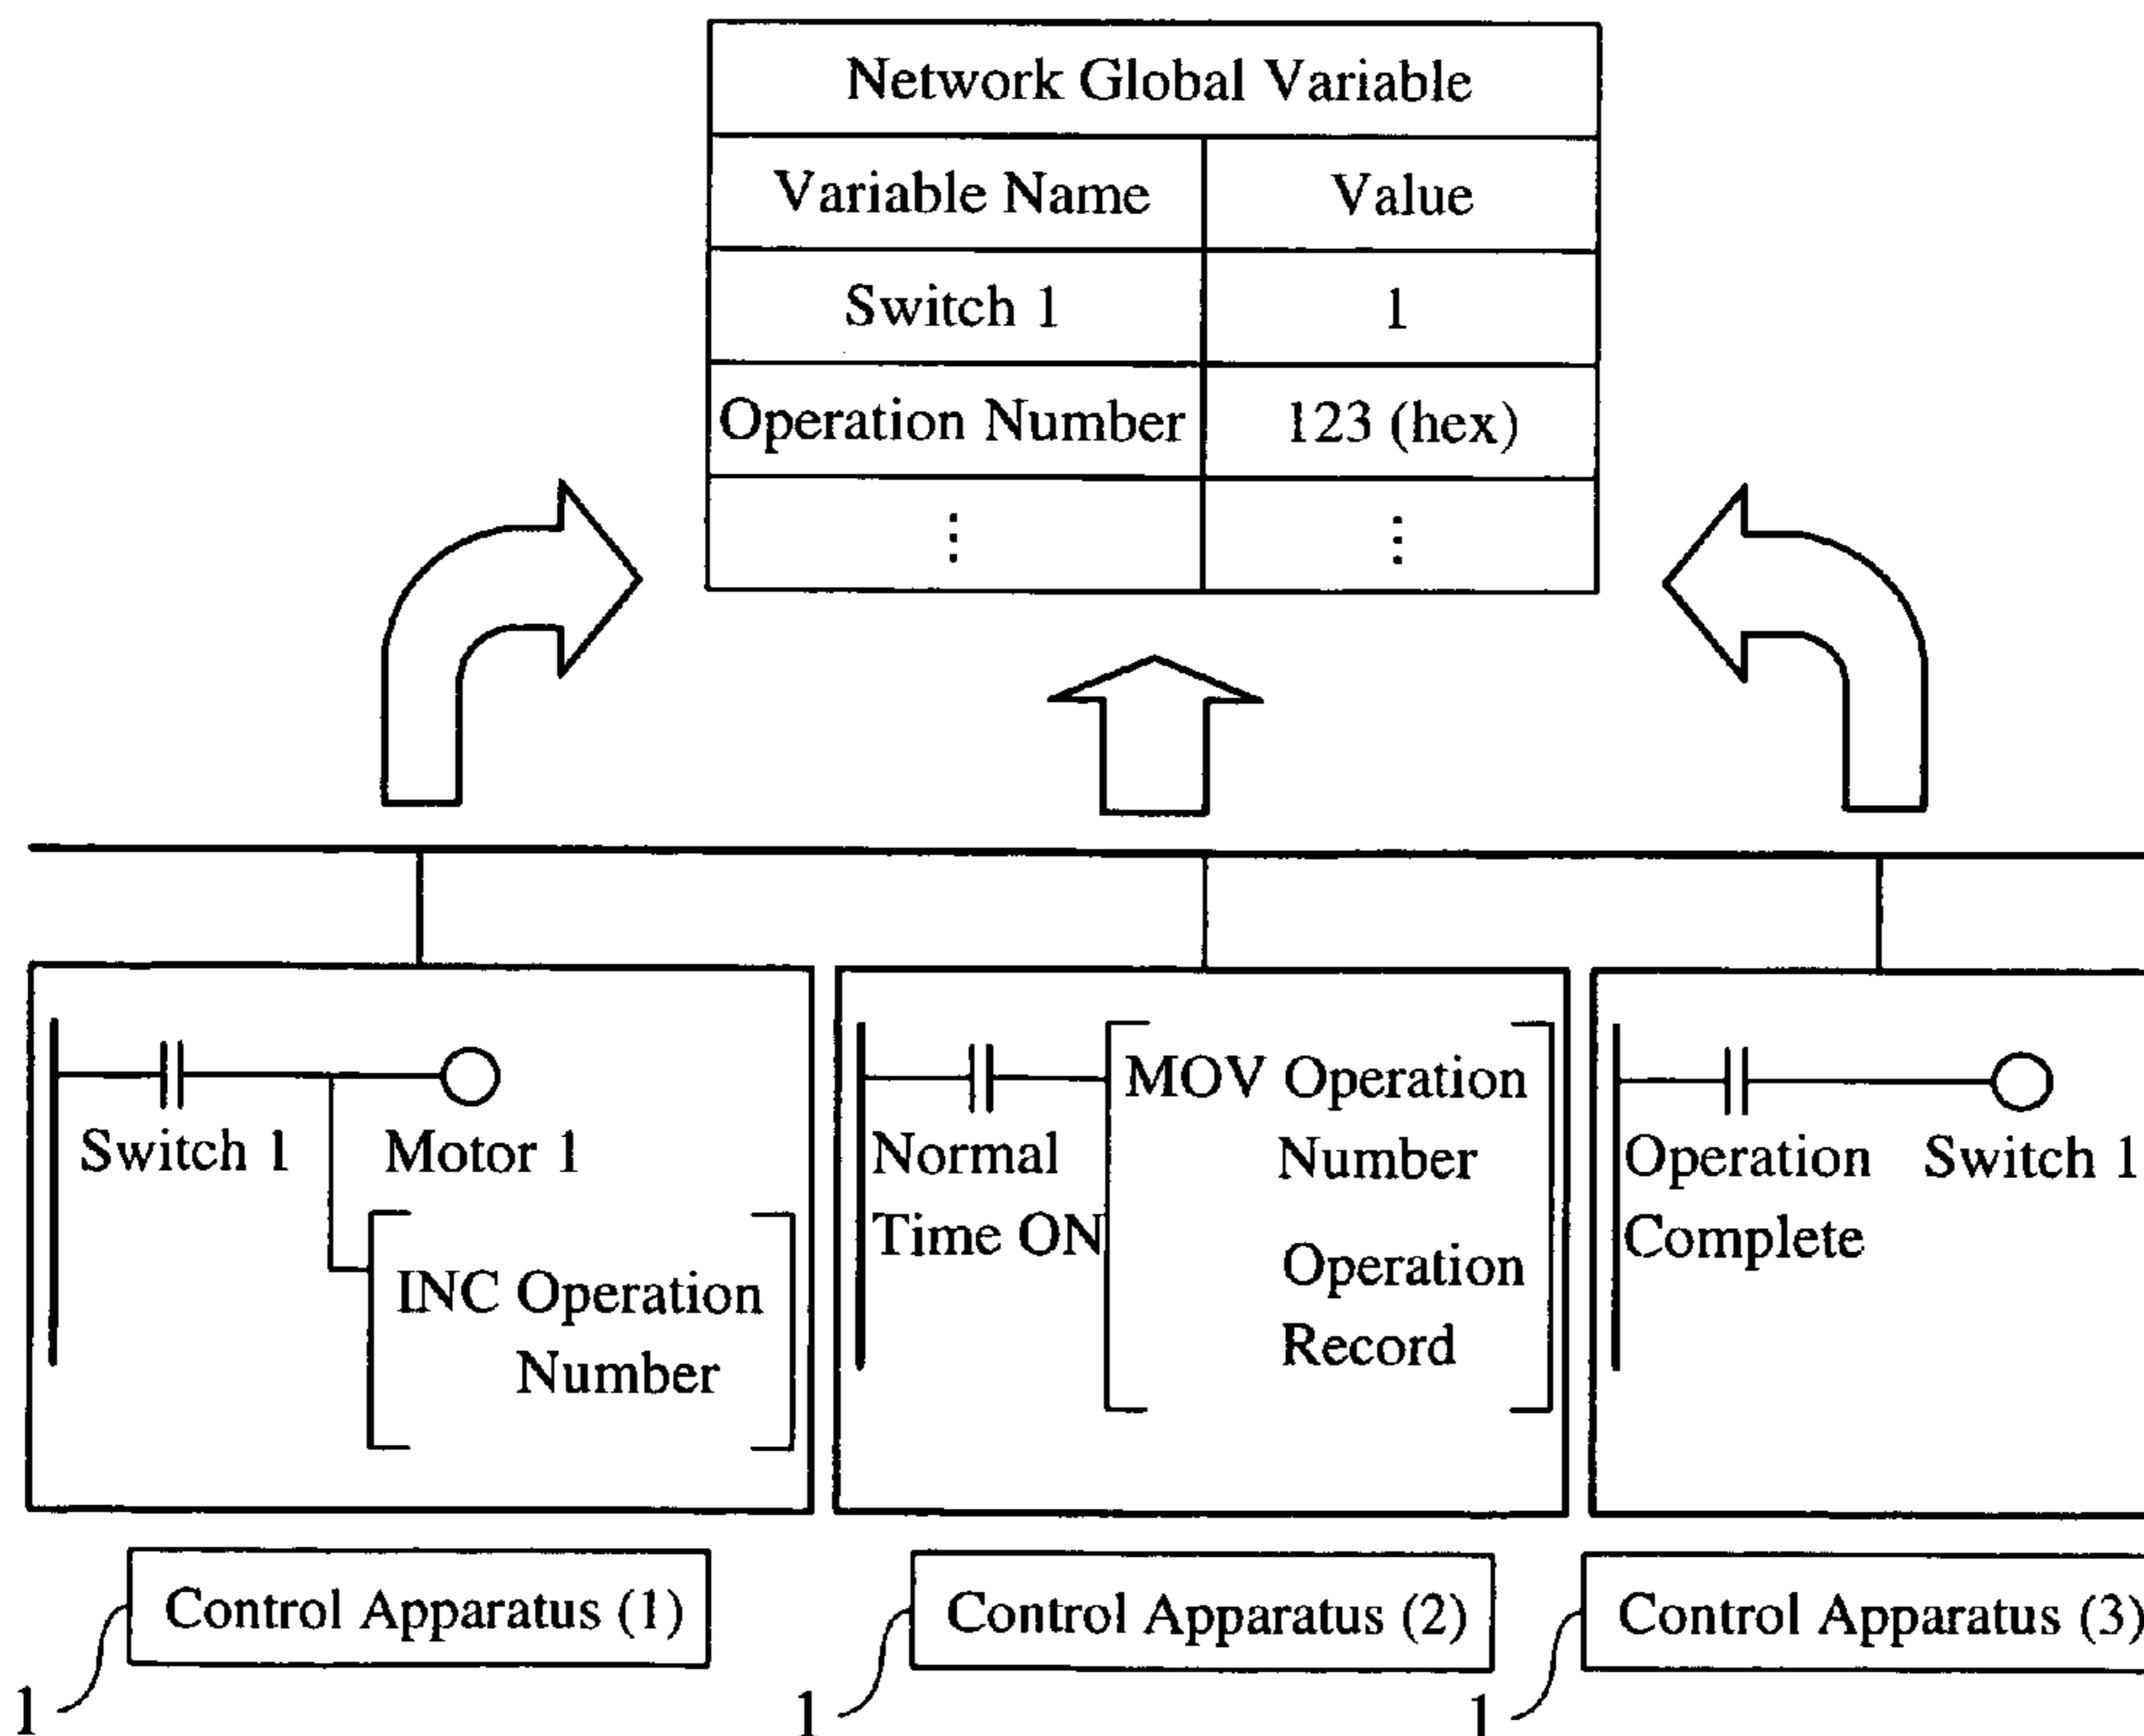 Network Global Variable
Variable Name Value
Switch 1 1
Operation Number 123 (hex)
⋮ ⋮
Switch 1 Motor 1
INC Operation
Number
Normal
Time ON
MOV Operation
Number
Operation
Record
Operation
Complete
Switch 1
Control Apparatus (1)
Control Apparatus (2)
Control Apparatus (3)
1
1
1